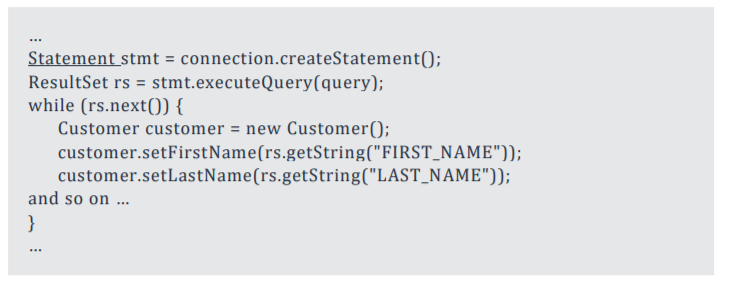 ...
Statement stmt = connection.createStatement();
ResultSet rs = stmt.executeQuery(query);
while (rs.next()) {
Customer customer = new Customer();
customer.setFirstName(rs.getString("FIRST_NAME"));
customer.setLastName(rs.getString("LAST_NAME"));
and so on ...
}
...